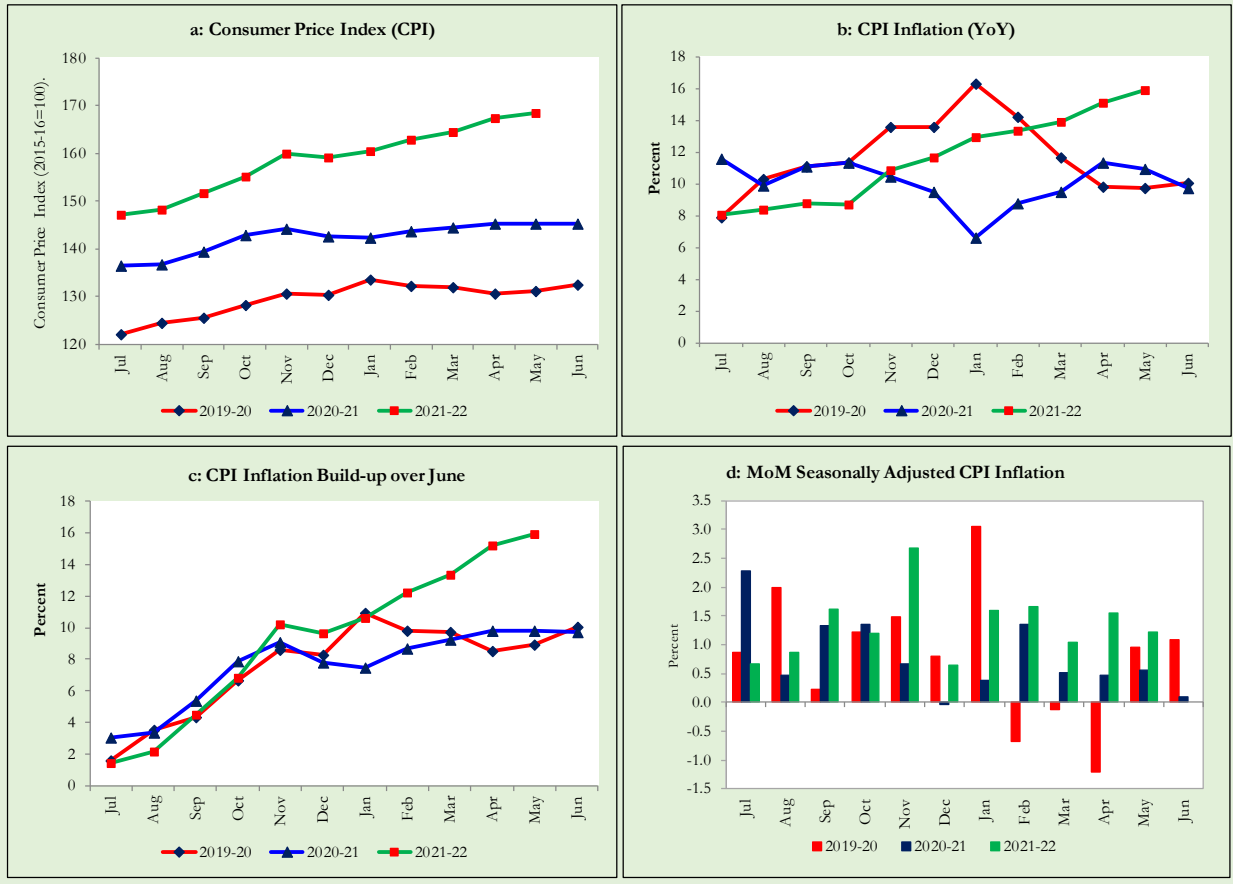 a: Consumer Price Index (CPI)
Consumer Price Index (2015-16=100).
180
170
160
150
140
130
120
Jul
Aug
Sep
Oct
Nov
Dec
Jan
Feb
Mar
Apr
May
Jun
2019-20
2020-21
2021-22
b: CPI Inflation (YoY)
Percent
18
16
14
12
10
8
6
4
2
0
Jul
Aug
Sep
Oct
Nov
Dec
Jan
Feb
Mar
Apr
May
Jun
2019-20
2020-21
2021-22
c: CPI Inflation Build-up over June
Percent
18
16
14
12
10
8
6
4
2
0
Jul
Aug
Sep
Oct
Nov
Dec
Jan
Feb
Mar
Apr
May
Jun
2019-20
2020-21
2021-22
d: MoM Seasonally Adjusted CPI Inflation
Percent
3.5
3.0
2.5
2.0
1.5
1.0
0.5
0.0
-0.5
-1.0
-1.5
Jul
Aug
Sep
Oct
Nov
Dec
Jan
Feb
Mar
Apr
May
Jun
2019-20
2020-21
2021-22